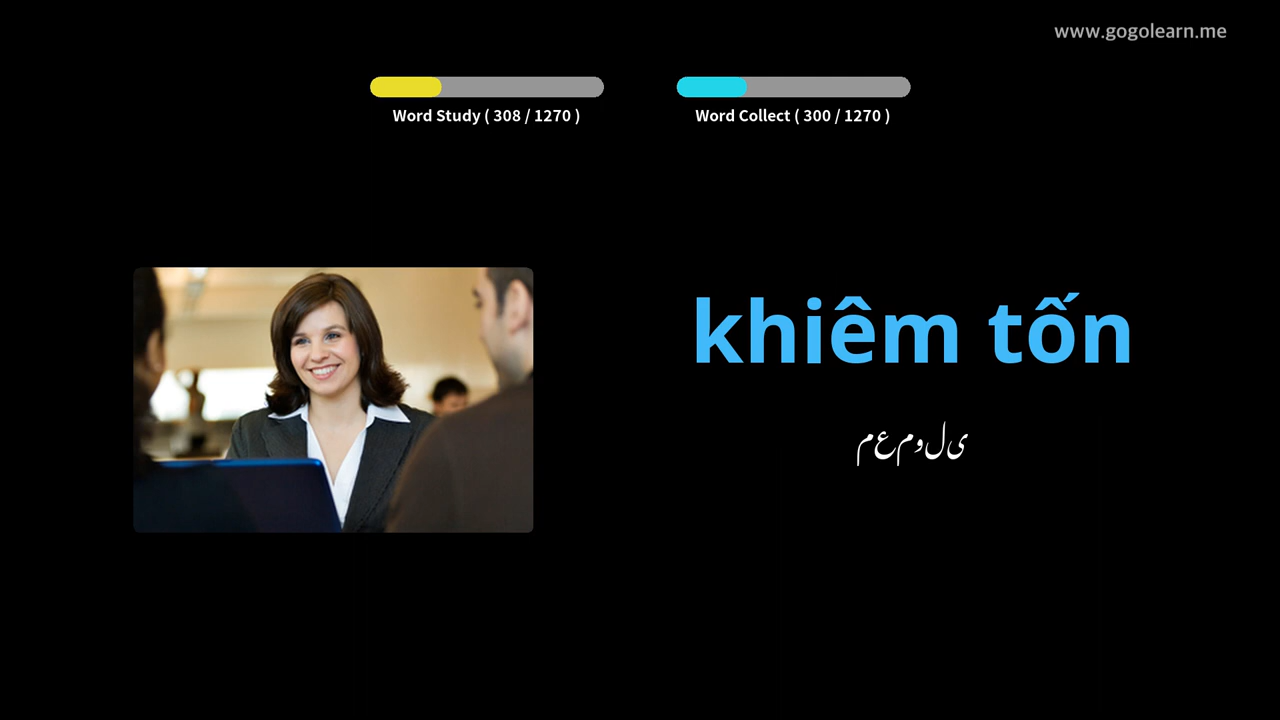 www.gogolearn.me
Word Study ( 308 / 1270 )
Word Collect ( 300 / 1270 )
khiêm tốn
معمولی